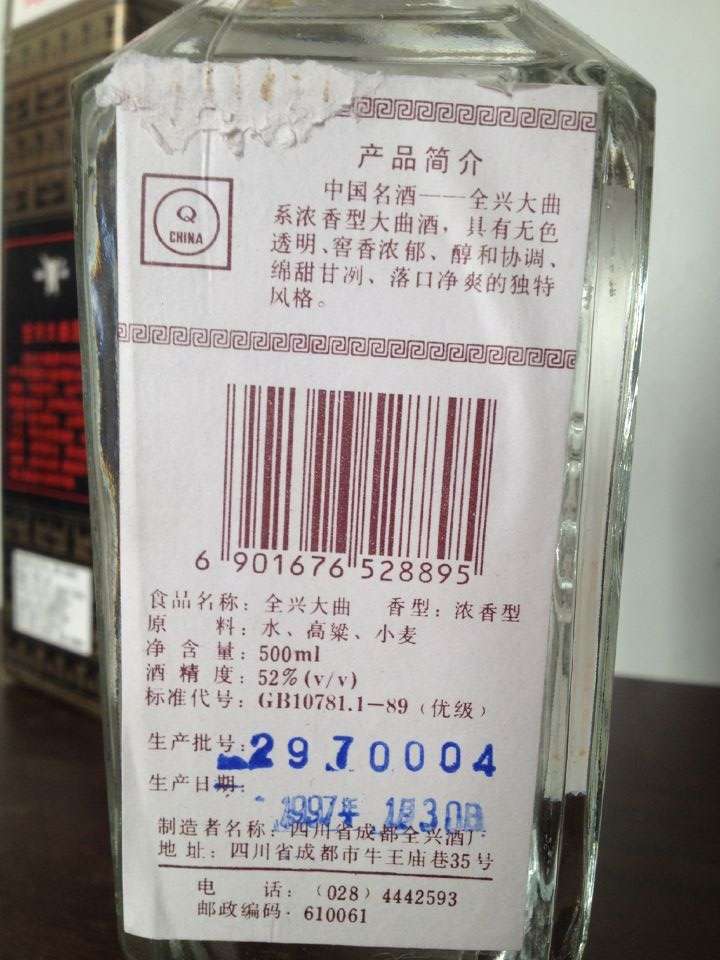 产品简介
Q
CHINA
中国名酒——全兴大曲
系浓香型大曲酒，具有无色
透明、窖香浓郁、醇和协调、
绵甜甘冽、落口净爽的独特
风格。
6 901676 528895
食品名称：全兴大曲 香型：浓香型
原 料：水、高粱、小麦
净含量：500ml
酒精度：52%(v/v)
标准代号：GB10781.1—89（优级）
生产批号：2970004
生产日期：
1997年 1月30日
制造者名称：四川省成都全兴酒厂
地址：四川省成都市牛王庙巷35号
电 话：（028）4442593
邮政编码：610061